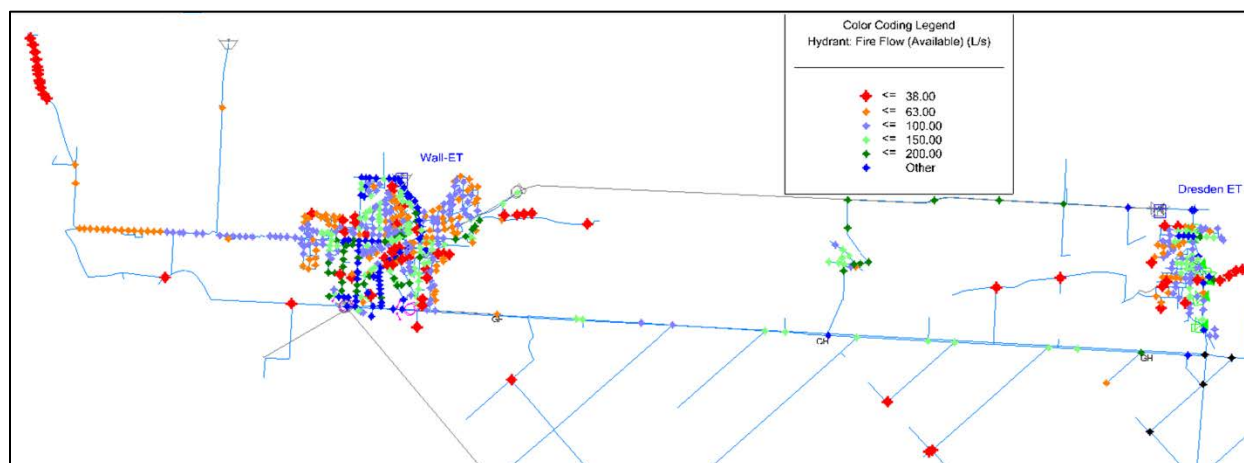 Color Coding Legend
Hydrant: Fire Flow (Available) (L/s)
<= 38.00
<= 63.00
<= 100.00
<= 150.00
<= 200.00
Other
Wall-ET
Dresden ET
GH
GH